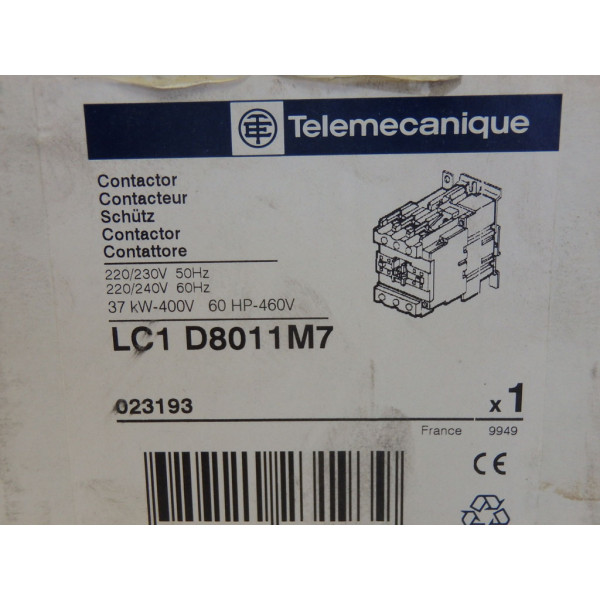 Telemecanique
Contactor
Contacteur
Schütz
Contactor
Contattore
220/230V 50Hz
220/240V 60Hz
37 kW-400V 60 HP-460V
LC1 D8011M7
023193
x 1
France 9949
CE